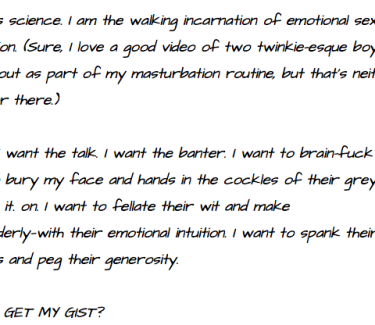 s science. I am the walking incarnation of emotional sex
on. (Sure, I love a good video of two twinkie-esque boy
out as part of my masturbation routine, but that's neit
r there.)
I want the talk. I want the banter. I want to brain-fuck
bury my face and hands in the cockles of their grey
it. on. I want to fellate their wit and make
derly-with their emotional intuition. I want to spank their
s and peg their generosity.
GET MY GIST?